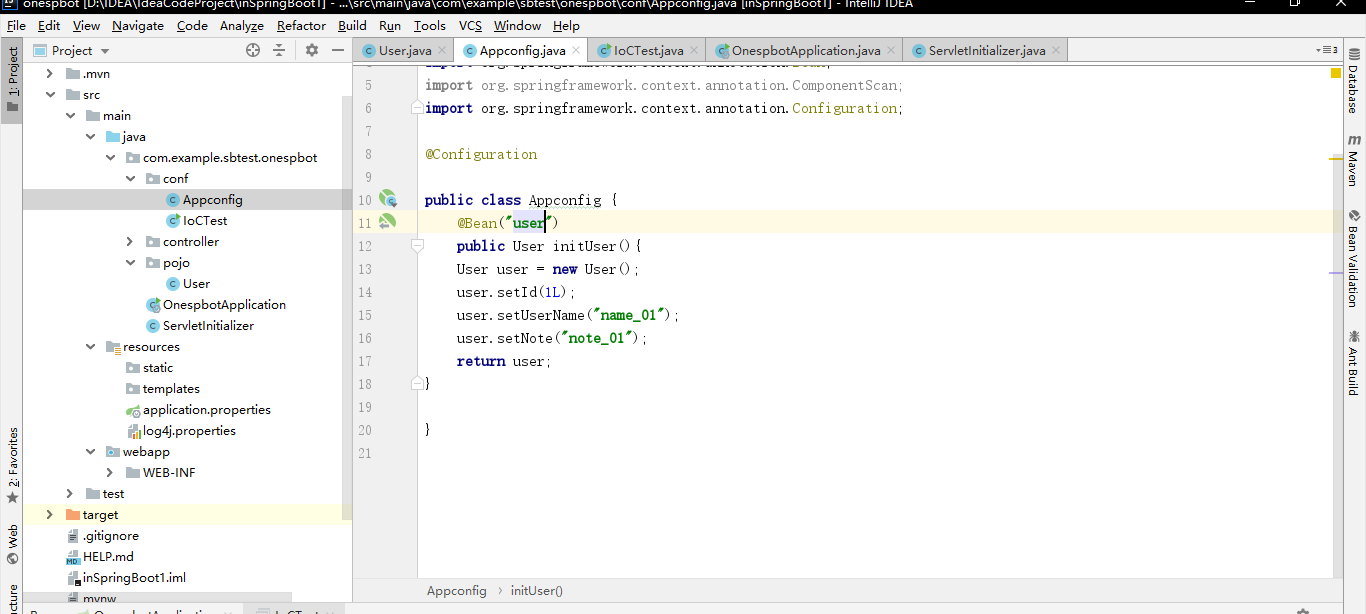 onespbot [D:\IDEA\IdeaCodeProject\inSpringBoot1] - ...\src\main\java\com\example\sbtest\onespbot\conf\Appconfig.java [inSpringBoot1] - IntelliJ IDEA
File Edit View Navigate Code Analyze Refactor Build Run Tools VCS Window Help
Project
User.java
Appconfig.java
IoCTest.java
OnespbotApplication.java
ServletInitializer.java
3
1: Project
2: Favorites
Web
.mvn
src
main
java
com.example.sbtest.onespbot
conf
Appconfig
IoCTest
controller
pojo
User
OnespbotApplication
ServletInitializer
resources
static
templates
application.properties
log4j.properties
webapp
WEB-INF
test
target
.gitignore
HELP.md
inSpringBoot1.iml
mvnw
5 import org.springframework.context.annotation.ComponentScan;
6 import org.springframework.context.annotation.Configuration;
7
8 @Configuration
9
10 public class Appconfig {
11 @Bean("user")
12 public User initUser(){
13 User user = new User();
14 user.setId(1L);
15 user.setUserName("name_01");
16 user.setNote("note_01");
17 return user;
18 }
19
20 }
21
Appconfig › initUser()
Database
Maven
Bean Validation
Ant Build